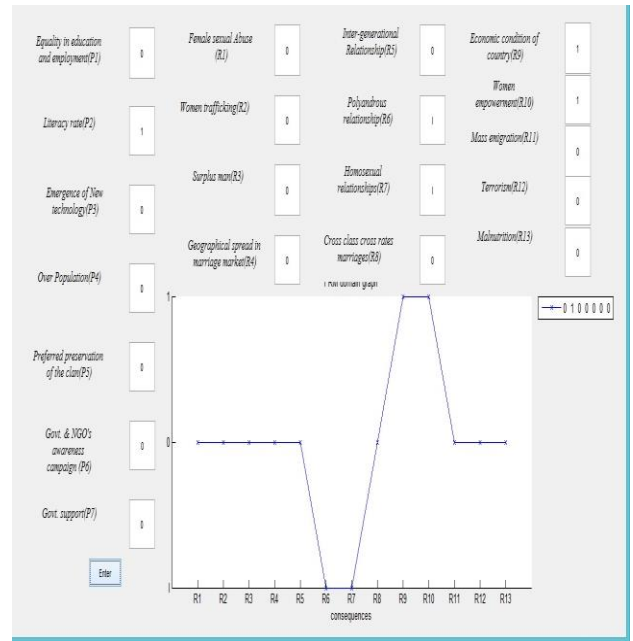 Equality in education
and employment(P1)
0
Literacy rate(P2)
1
Emergence of New
technology(P3)
0
Over Population(P4)
0
Preferred preservation
of the clan(P5)
0
Govt. & NGO's
awareness
campaign (P6)
0
Govt. support(P7)
0
Enter
Female sexual Abuse
(R1)
0
Women trafficking(R2)
0
Surplus man(R3)
0
Geographical spread in
marriage market(R4)
0
Inter-generational
Relationship(R5)
0
Polyandrous
relationship(R6)
I
Homosexual
relationships(R7)
I
Cross class cross rates
marriages(R8)
0
Economic condition of
country(R9)
1
Women
empowerment(R10)
1
Mass emigration(R11)
0
Terrorism(R12)
0
Malnutrition(R13)
0
domain graph
0 1 0 0 0 0 0
1
0
I
R1 R2 R3 R4 R5 R6 R7 R8 R9 R10 R11 R12 R13
consequences